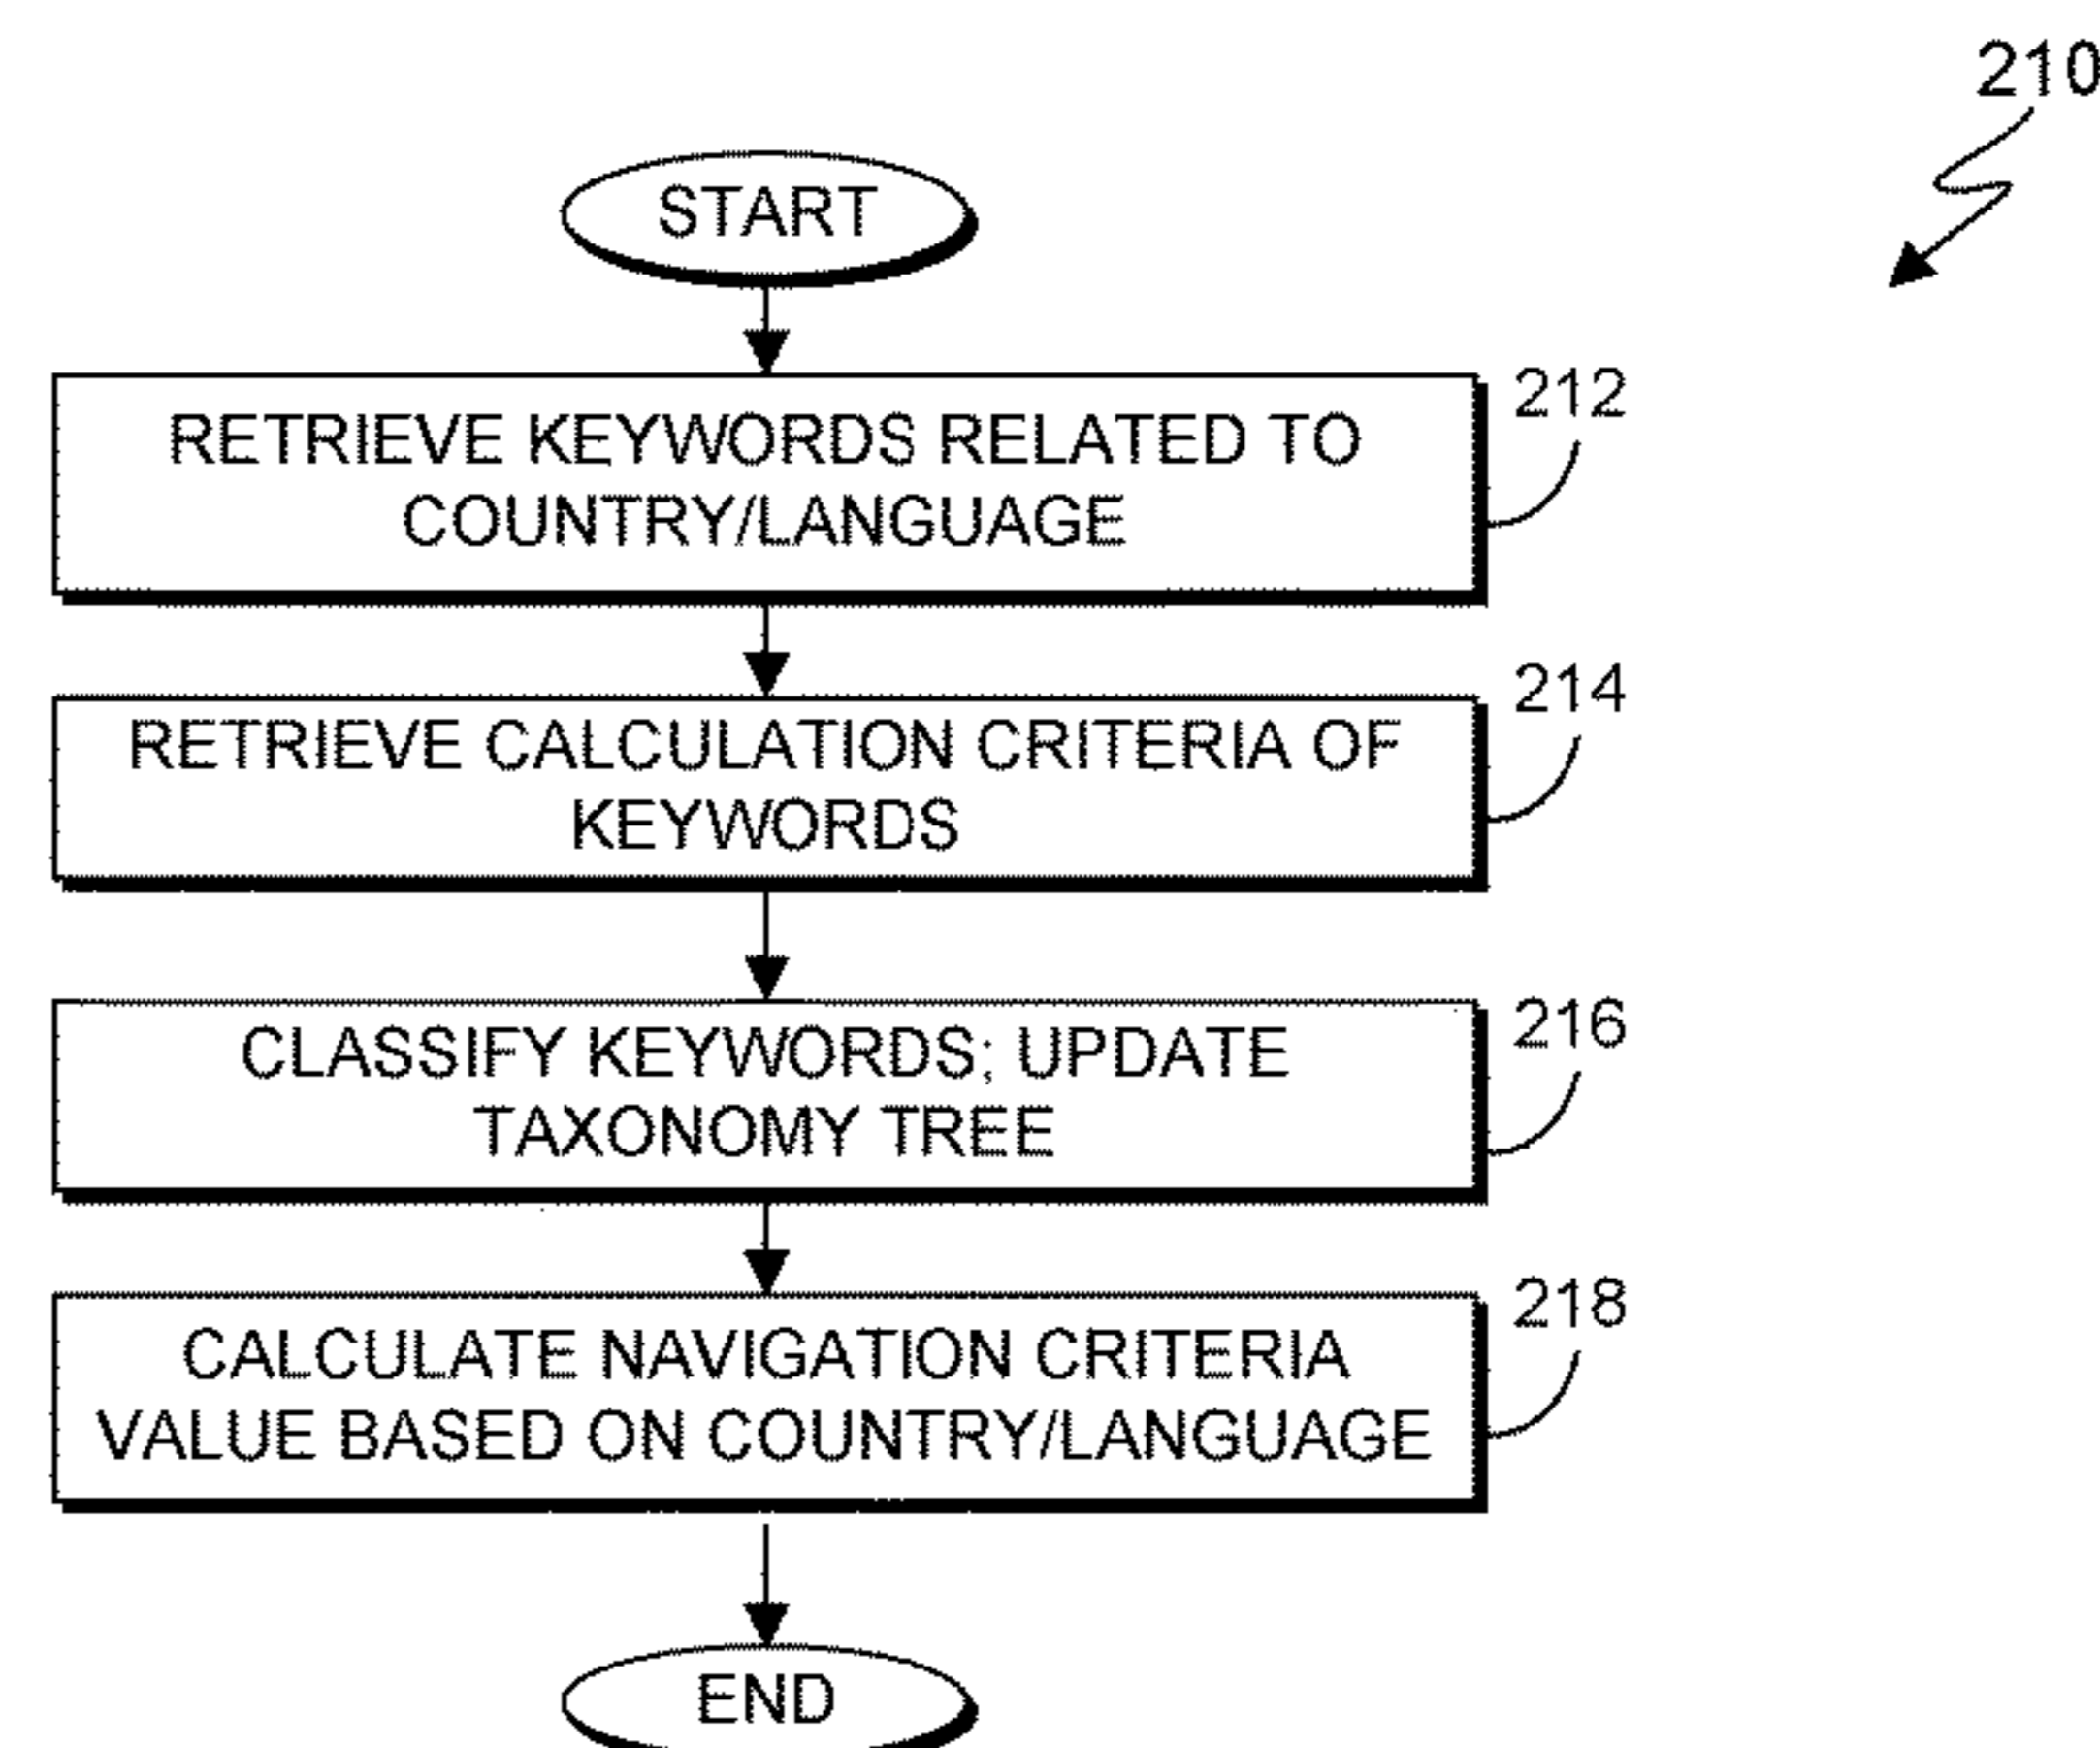 210
START
212
RETRIEVE KEYWORDS RELATED TO
COUNTRY/LANGUAGE
214
RETRIEVE CALCULATION CRITERIA OF
KEYWORDS
216
CLASSIFY KEYWORDS; UPDATE
TAXONOMY TREE
218
CALCULATE NAVIGATION CRITERIA
VALUE BASED ON COUNTRY/LANGUAGE
END